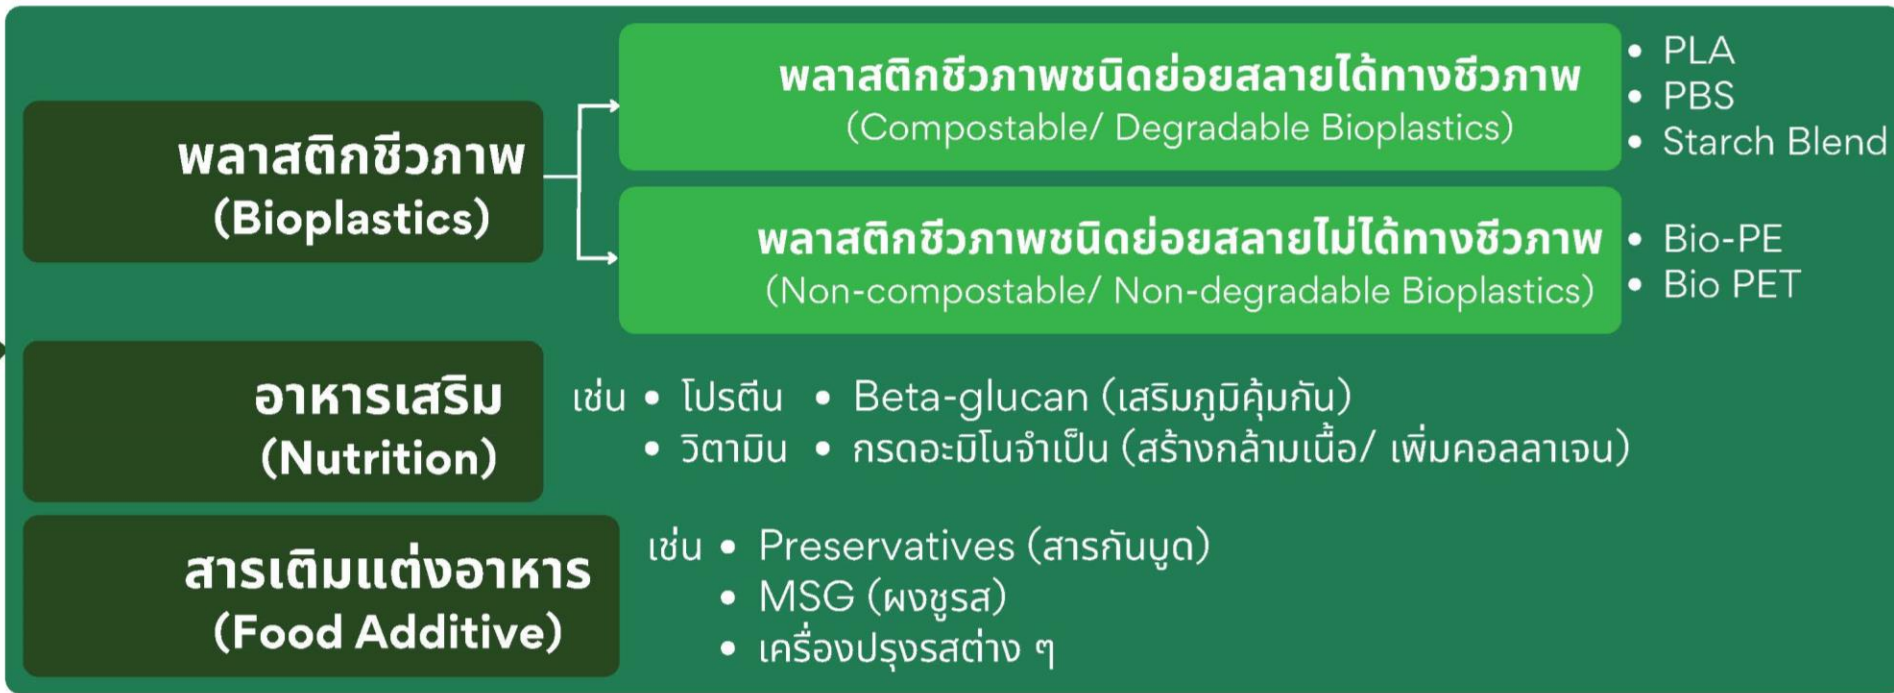 พลาสติกชีวภาพ
(Bioplastics)
พลาสติกชีวภาพชนิดย่อยสลายได้ทางชีวภาพ
(Compostable/ Degradable Bioplastics)
• PLA
• PBS
• Starch Blend
พลาสติกชีวภาพชนิดย่อยสลายไม่ได้ทางชีวภาพ
(Non-compostable/ Non-degradable Bioplastics)
• Bio-PE
• Bio PET
อาหารเสริม
(Nutrition)
เช่น • โปรตีน • Beta-glucan (เสริมภูมิคุ้มกัน)
• วิตามิน • กรดอะมิโนจำเป็น (สร้างกล้ามเนื้อ/ เพิ่มคอลลาเจน)
สารเติมแต่งอาหาร
(Food Additive)
เช่น • Preservatives (สารกันบูด)
• MSG (ผงชูรส)
• เครื่องปรุงรสต่าง ๆ